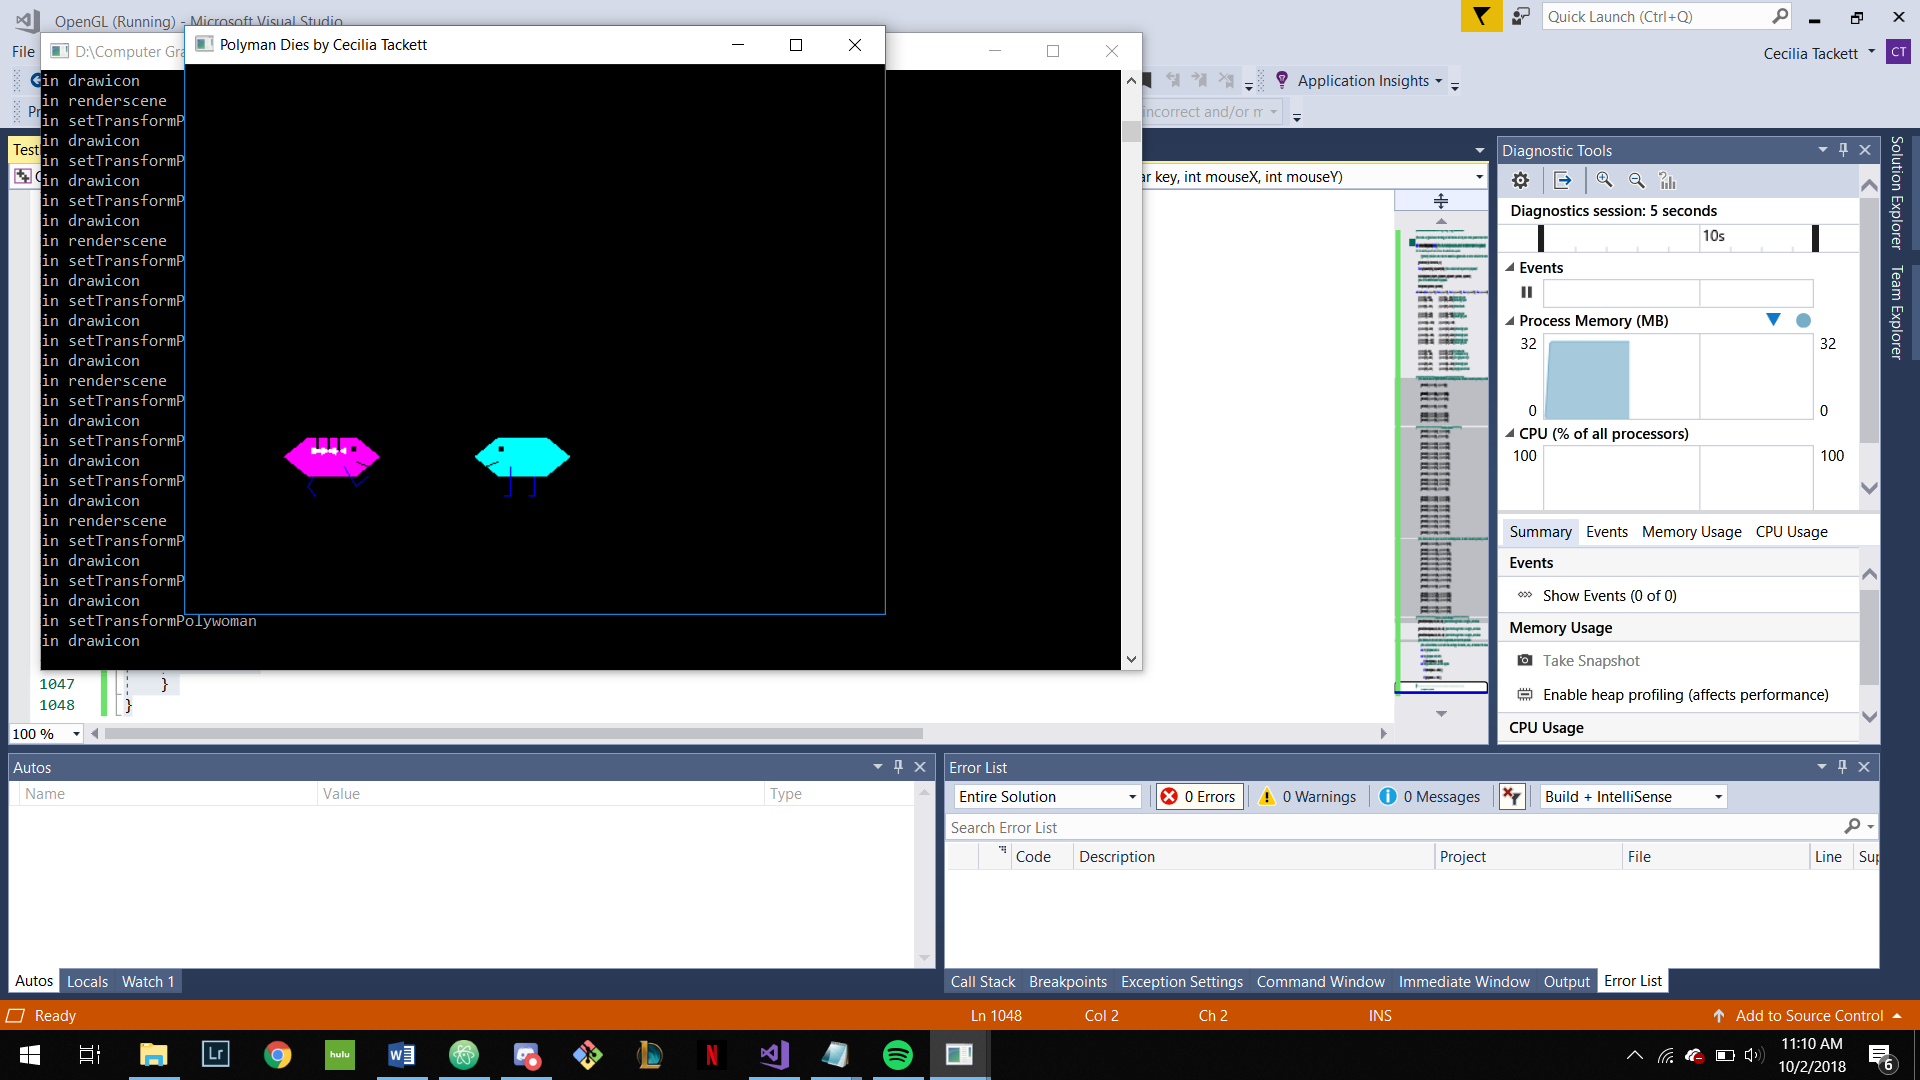 OpenGL (Running) - Microsoft Visual Studio
Quick Launch (Ctrl+Q)
File
D:\Computer Gra
Polyman Dies by Cecilia Tackett
Cecilia Tackett
CT
Application Insights
incorrect and/or m
Test
ar key, int mouseX, int mouseY)
in drawicon
in renderscene
in setTransformP
in drawicon
in setTransformP
in drawicon
in setTransformP
in drawicon
in renderscene
in setTransformP
in drawicon
in setTransformP
in drawicon
in setTransformP
in drawicon
in renderscene
in setTransformP
in drawicon
in setTransformP
in drawicon
in setTransformP
in drawicon
in renderscene
in setTransformP
in drawicon
in setTransformP
in drawicon
in setTransformPolywoman
in drawicon
1047 }
1048 }
100 %
Diagnostic Tools
Diagnostics session: 5 seconds
10s
Events
Process Memory (MB)
32 32
0 0
CPU (% of all processors)
100 100
Summary Events Memory Usage CPU Usage
Events
Show Events (0 of 0)
Memory Usage
Take Snapshot
Enable heap profiling (affects performance)
CPU Usage
Solution Explorer
Team Explorer
Autos
Name Value Type
Autos Locals Watch 1
Error List
Entire Solution 0 Errors 0 Warnings 0 Messages Build + IntelliSense
Search Error List
Code Description Project File Line Sup
Call Stack Breakpoints Exception Settings Command Window Immediate Window Output Error List
Ready Ln 1048 Col 2 Ch 2 INS Add to Source Control
Lr
hulu
N
11:10 AM
10/2/2018
6